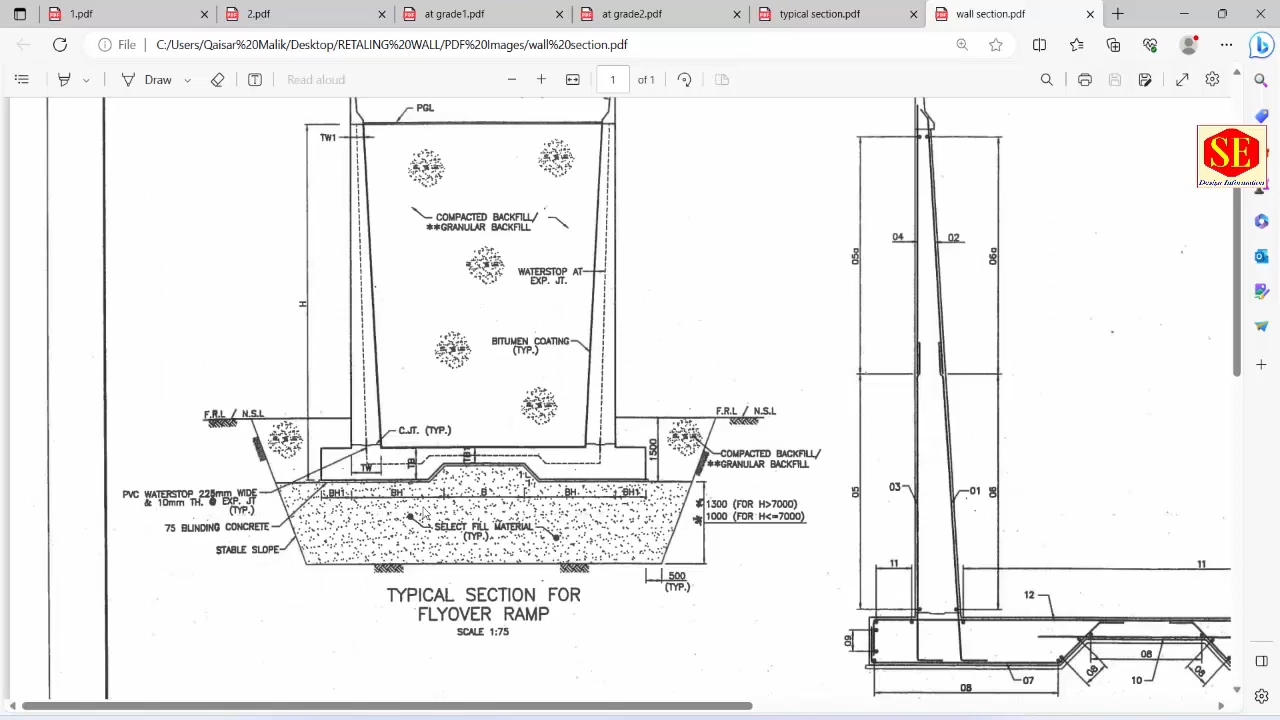 1.pdf
2.pdf
at grade1.pdf
at grade2.pdf
typical section.pdf
wall section.pdf
File
C:/Users/Qaisar%20Malik/Desktop/RETALING%20WALL/PDF%20Images/wall%20section.pdf
Draw
Read aloud
1
of 1
SE
Design Information
PGL
TW1
COMPACTED BACKFILL/
**GRANULAR BACKFILL
WATERSTOP AT
EXP. JT.
H
BITUMEN COATING
(TYP.)
F.R.L / N.S.L
F.R.L / N.S.L
C.JT. (TYP.)
1500
COMPACTED BACKFILL/
**GRANULAR BACKFILL
TW
TB
TB1
PVC WATERSTOP 225mm WIDE
& 10mm TH. @ EXP. JT
(TYP.)
BH1
BH
B
BH
BH1
1300 (FOR H>7000)
1000 (FOR H<=7000)
75 BLINDING CONCRETE
SELECT FILL MATERIAL
(TYP.)
STABLE SLOPE
500
(TYP.)
TYPICAL SECTION FOR
FLYOVER RAMP
SCALE 1:75
04
02
05a
06a
03
01
05
11
11
12
09
08
08
08
07
10
08